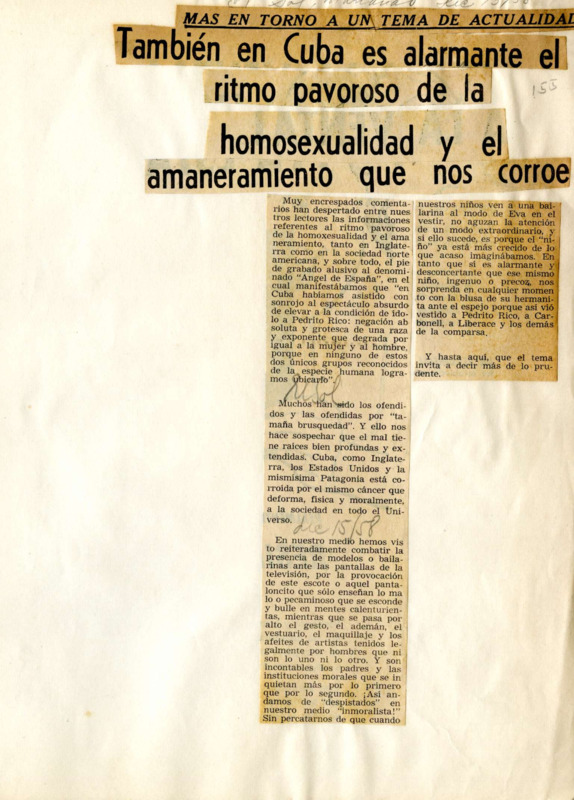 El Sol Mariano dic 15/58
MAS EN TORNO A UN TEMA DE ACTUALIDAD
También en Cuba es alarmante el
ritmo pavoroso de la
155
homosexualidad y el
amaneramiento que nos corroe
Muy encrespados comenta-
rios han despertado entre nues
tros lectores las informaciones
referentes al ritmo pavoroso
de la homoxesualidad y el ama
neramiento, tanto en Inglate-
rra como en la sociedad norte
americana, y sobre todo, el pie
de grabado alusivo al denomi-
nado "Angel de España", en el
cual manifestábamos que "en
Cuba habíamos asistido con
sonrojo al espectáculo absurdo
de elevar a la condición de ído-
lo a Pedrito Rico: negación ab
soluta y grotesca de una raza
y exponente que degrada por
igual a la mujer y al hombre,
porque en ninguno de estos
dos únicos grupos reconocidos
de la especie humana logra-
mos ubicarlo".
Muchos han sido los ofendi-
dos y las ofendidas por "ta-
maña brusquedad". Y ello nos
hace sospechar que el mal tie-
ne raíces bien profundas y ex-
tendidas. Cuba, como Inglate-
rra, los Estados Unidos y la
mismísima Patagonia está co-
rroída por el mismo cáncer que
deforma, física y moralmente,
a la sociedad en todo el Uni-
verso.
dic 15/58
En nuestro medio hemos vis
to reiteradamente combatir la
presencia de modelos o baila-
rinas ante las pantallas de la
televisión, por la provocación
de este escote o aquel panta-
loncito que sólo enseñan lo ma
lo o pecaminoso que se esconde
y bulle en mentes calenturien-
tas, mientras que se pasa por
alto el gesto, el ademán, el
vestuario, el maquillaje y los
afeites de artistas tenidos le-
galmente por hombres que ni
son lo uno ni lo otro. Y son
incontables los padres y las
instituciones morales que se in
quietan más por lo primero
que por lo segundo. ¡Así an-
damos de "despistados" en
nuestro medio "inmoralista!"
Sin percatarnos de que cuando
nuestros niños ven a una bai-
larina al modo de Eva en el
vestir, no aguzan la atención
de un modo extraordinario, y
si ello sucede, es porque el "ni-
ño" ya está más crecido de lo
que acaso imaginábamos. En
tanto que sí es alarmante y
desconcertante que ese mismo
niño, ingenuo o precoz, nos
sorprenda en cualquier momen
to con la blusa de su hermani-
ta ante el espejo porque así vió
vestido a Pedrito Rico, a Car-
bonell, a Liberace y los demás
de la comparsa.
Y hasta aquí, que el tema
invita a decir más de lo pru-
dente.